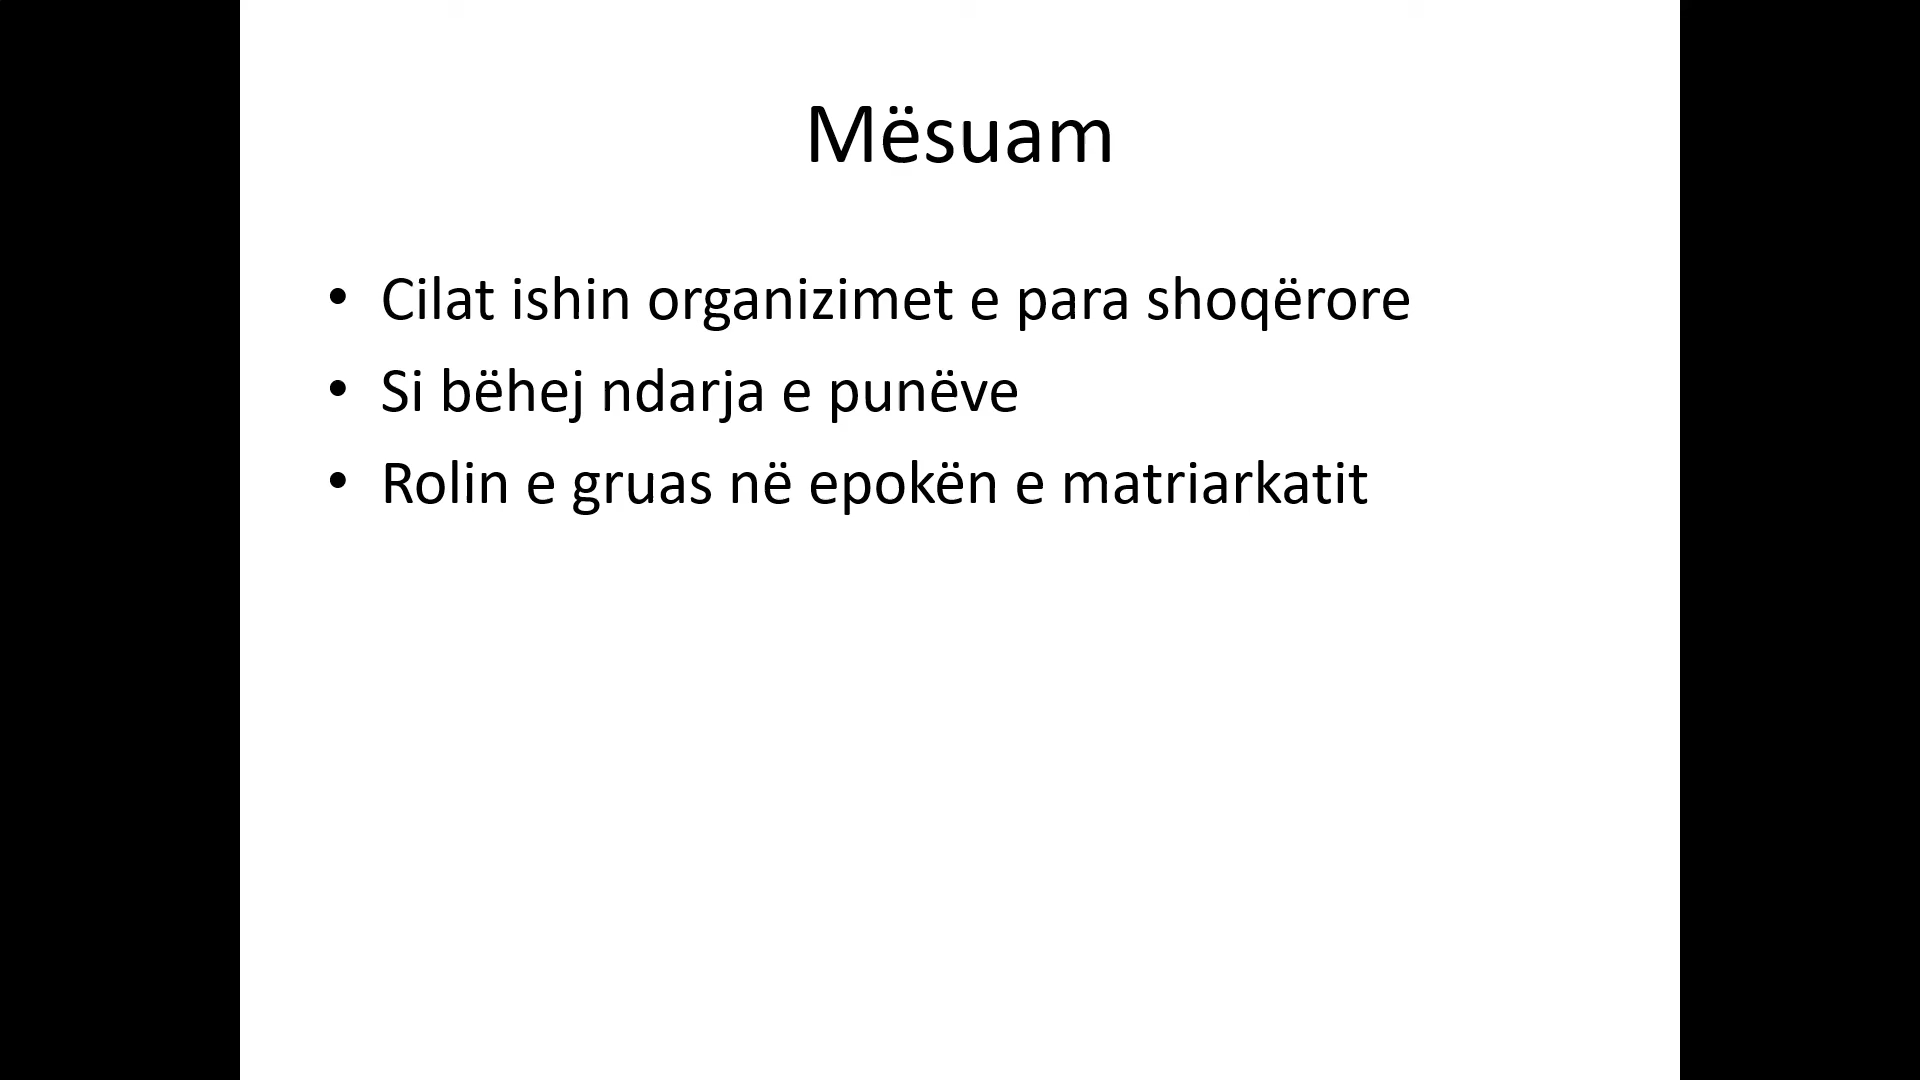 Mësuam
• Cilat ishin organizimet e para shoqërore
• Si bëhej ndarja e punëve
• Rolin e gruas në epokën e matriarkatit